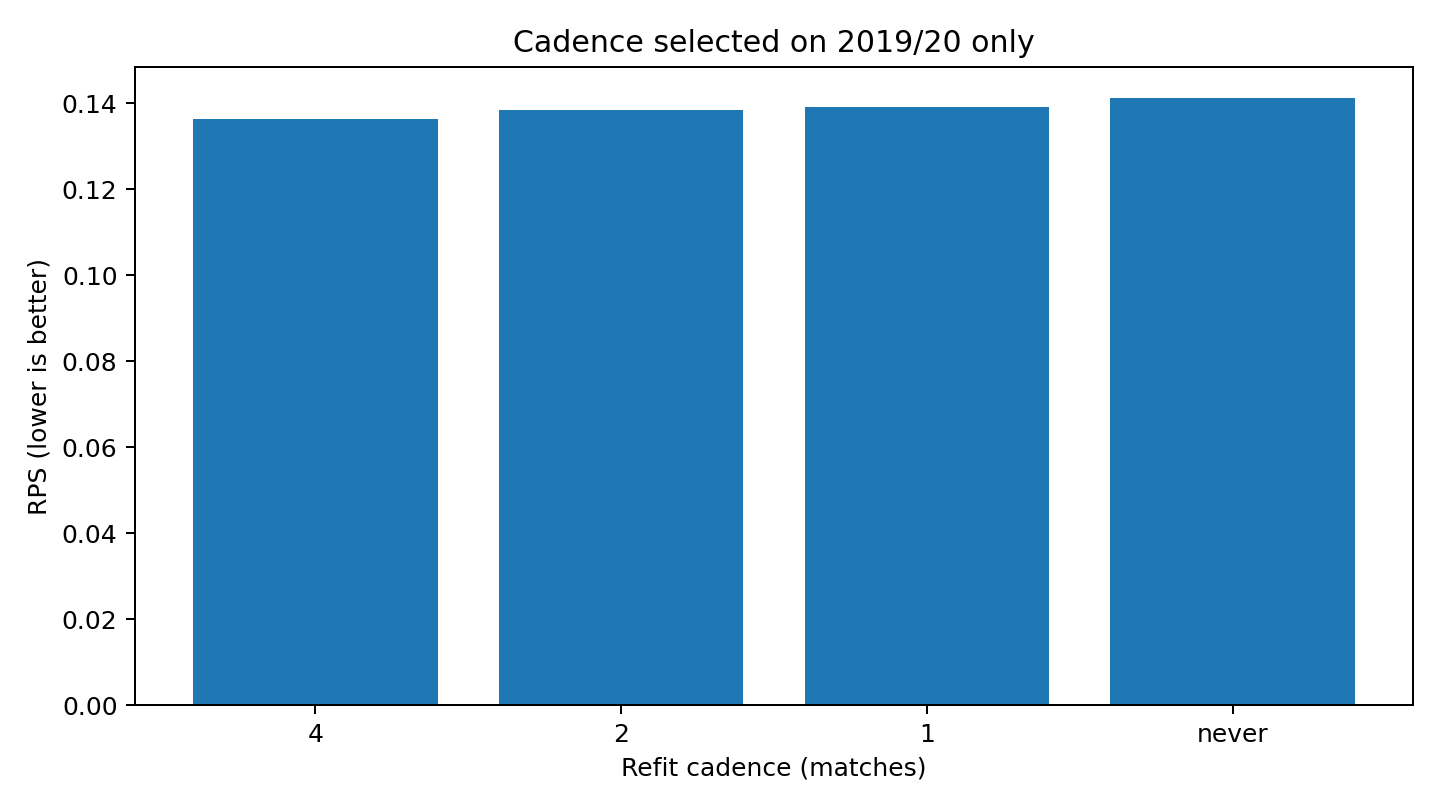 Cadence selected on 2019/20 only
RPS (lower is better)
0.14
0.12
0.10
0.08
0.06
0.04
0.02
0.00
4 2 1 never
Refit cadence (matches)